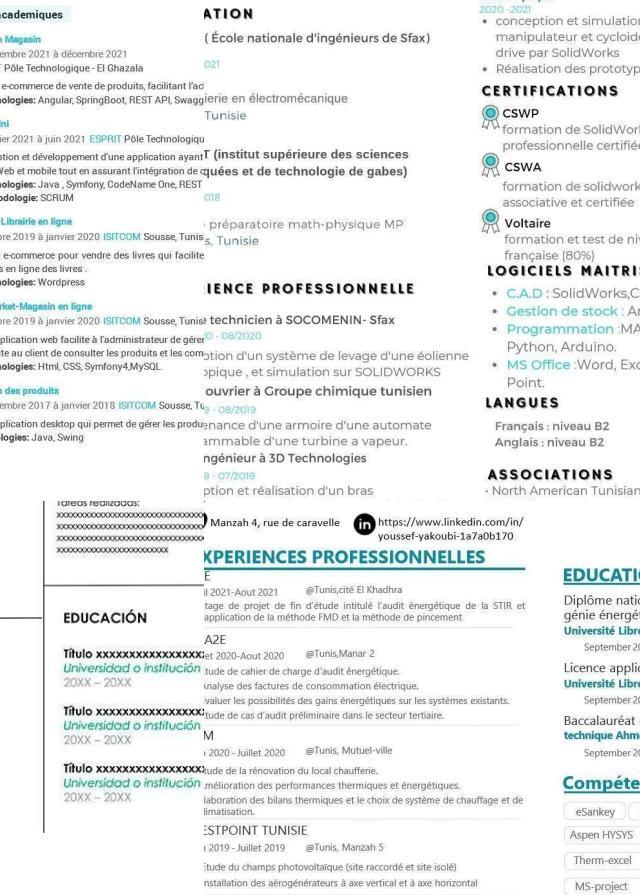 académiques
Magasin
embre 2021 à décembre 2021
Pôle Technologique - El Ghazala
e-commerce de vente de produits, facilitant l'ac
nologies: Angular, SpringBoot, REST API, Swagg
ni
ier 2021 à juin 2021 ESPRIT Pôle Technologiqu
ption et développement d'une application ayant
Web et mobile tout en assurant l'intégration de
nologies: Java , Symfony, CodeName One, REST
odologie: SCRUM
-Librairie en ligne
bre 2019 à janvier 2020 ISITCOM Sousse, Tunis
e-commerce pour vendre des livres qui facilite
s en ligne des livres .
nologies: Wordpress
rket-Magasin en ligne
bre 2019 à janvier 2020 ISITCOM Sousse, Tunis
plication web facilite à l'administrateur de gérer
ite au client de consulter les produits et les com
nologies: Html, CSS, Symfony4,MySQL.
n des produits
embre 2017 à janvier 2018 ISITCOM Sousse, Tu
plication desktop qui permet de gérer les produ
logies: Java, Swing
ATION
( École nationale d'ingénieurs de Sfax)
021
ierie en électromécanique
Tunisie
T (institut supérieure des sciences
quées et de technologie de gabes)
018
préparatoire math-physique MP
s, Tunisie
IENCE PROFESSIONNELLE
technicien à SOCOMENIN- Sfax
0 - 08/2020
ption d'un système de levage d'une éolienne
opique , et simulation sur SOLIDWORKS
ouvrier à Groupe chimique tunisien
9 - 08/2019
enance d'une armoire d'une automate
ammable d'une turbine a vapeur.
ngénieur à 3D Technologies
9 - 07/2019
ption et réalisation d'un bras
2020 -2021
• conception et simulation
manipulateur et cycloïde
drive par SolidWorks
• Réalisation des prototyp
CERTIFICATIONS
CSWP
formation de SolidWor
professionnelle certifiée
CSWA
formation de solidwork
associative et certifiée
Voltaire
formation et test de niv
française (80%)
LOGICIELS MAITRIS
• C.A.D : SolidWorks,C
• Gestion de stock : Ar
• Programmation :MA
Python, Arduino.
• MS Office :Word, Exc
Point.
LANGUES
Français : niveau B2
Anglais : niveau B2
ASSOCIATIONS
• North American Tunisian
Tareas realizadas:
xxxxxxxxxxxxxxxxxxxxxxxxxxxxx
xxxxxxxxxxxxxxxxxxxxxxxxxxxxx
xxxxxxxxxxxxxxxxxxxxxxxxxxxxx
xxxxxxxxxxxxxxxxxxxxxx
EDUCACIÓN
Título xxxxxxxxxxxxxxxx
Universidad o institución
20XX – 20XX
Título xxxxxxxxxxxxxxxx
Universidad o institución
20XX – 20XX
Título xxxxxxxxxxxxxxxx
Universidad o institución
20XX – 20XX
Manzah 4, rue de caravelle
in https://www.linkedin.com/in/
youssef-yakoubi-1a7a0b170
XPERIENCES PROFESSIONNELLES
E
il 2021-Aout 2021 @Tunis,cité El Khadhra
tage de projet de fin d'étude intitulé l'audit énergétique de la STIR et
application de la méthode FMD et la méthode de pincement
A2E
et 2020-Aout 2020 @Tunis,Manar 2
tude de cahier de charge d'audit énergétique.
nalyse des factures de consommation électrique.
valuer les possibilités des gains énergétiques sur les systèmes existants.
tude de cas d'audit préliminaire dans le secteur tertiaire.
M
2020 - Juillet 2020 @Tunis, Mutuel-ville
tude de la rénovation du local chaufferie.
mélioration des performances thermiques et énergétiques.
laboration des bilans thermiques et le choix de système de chauffage et de
limatisation.
ESTPOINT TUNISIE
2019 - Juillet 2019 @Tunis, Manzah 5
Etude du champs photovoltaïque (site raccordé et site isolé)
nstallation des aérogénérateurs à axe vertical et à axe horizontal
EDUCATI
Diplôme natio
génie énergét
Université Libre
September 20
Licence applic
Université Libre
September 20
Baccalauréat
technique Ahm
September 20
Compéte
eSankey
Aspen HYSYS
Therm-excel
MS-project